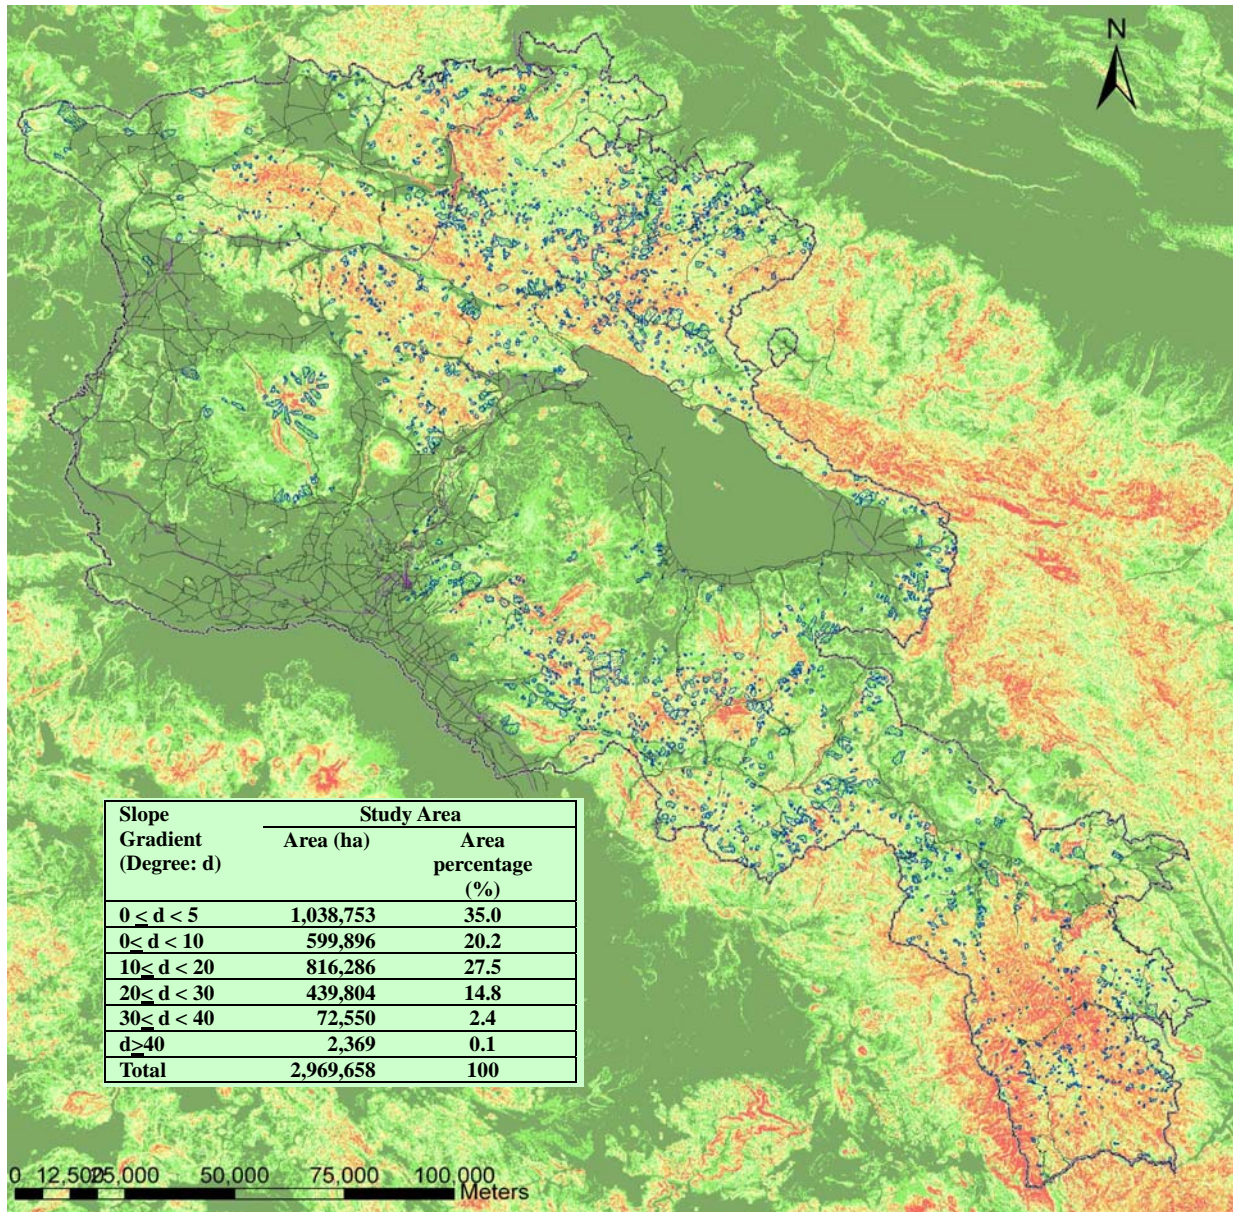 N
Slope Study Area
Gradient Area (ha) Area
(Degree: d) percentage
(%)
0 ≤ d < 5 1,038,753 35.0
0≤ d < 10 599,896 20.2
10≤ d < 20 816,286 27.5
20≤ d < 30 439,804 14.8
30≤ d < 40 72,550 2.4
d≥40 2,369 0.1
Total 2,969,658 100
0 12,500 25,000 50,000 75,000 100,000
Meters